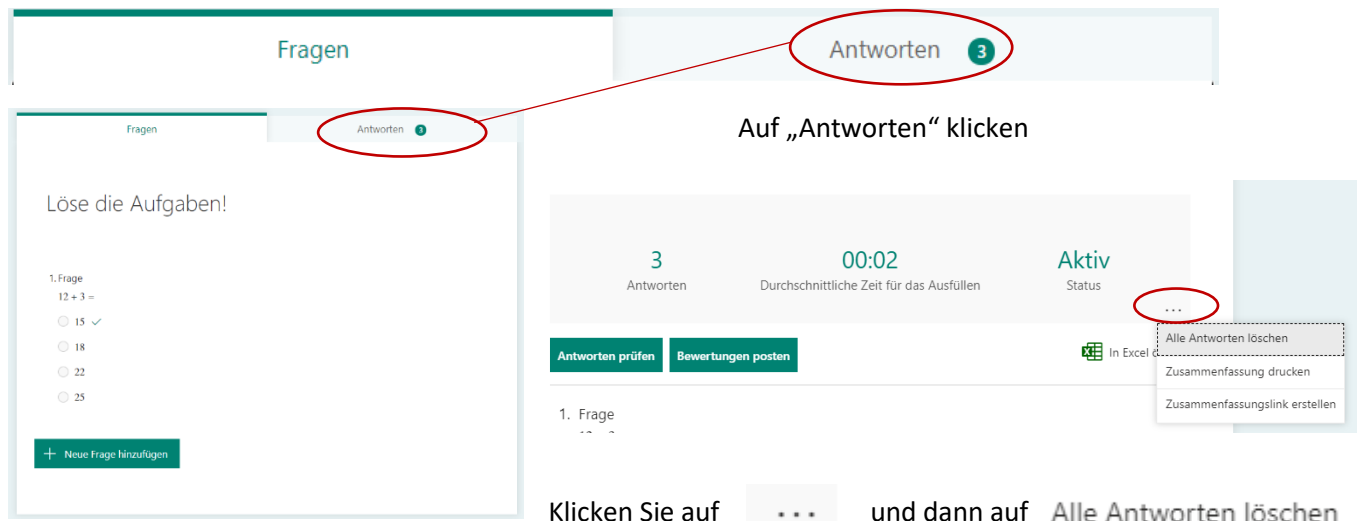 Fragen
Antworten 3
Fragen
Antworten 3
Auf „Antworten“ klicken
Löse die Aufgaben!
1. Frage
12 + 3 =
15
18
22
25
+ Neue Frage hinzufügen
3
Antworten
00:02
Durchschnittliche Zeit für das Ausfüllen
Aktiv
Status
...
Antworten prüfen
Bewertungen posten
In Excel
Alle Antworten löschen
Zusammenfassung drucken
Zusammenfassungslink erstellen
1. Frage
Klicken Sie auf ... und dann auf Alle Antworten löschen